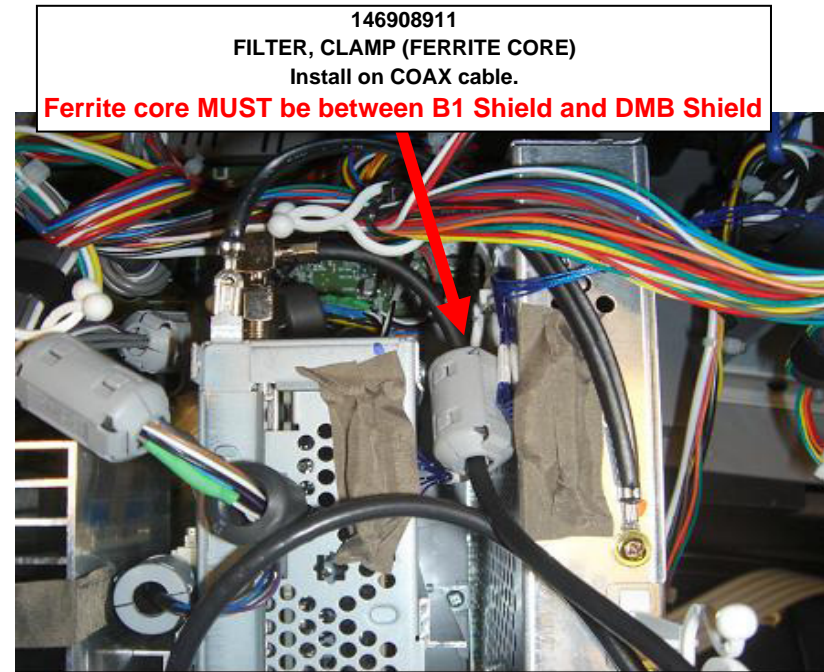 146908911
FILTER, CLAMP (FERRITE CORE)
Install on COAX cable.
Ferrite core MUST be between B1 Shield and DMB Shield